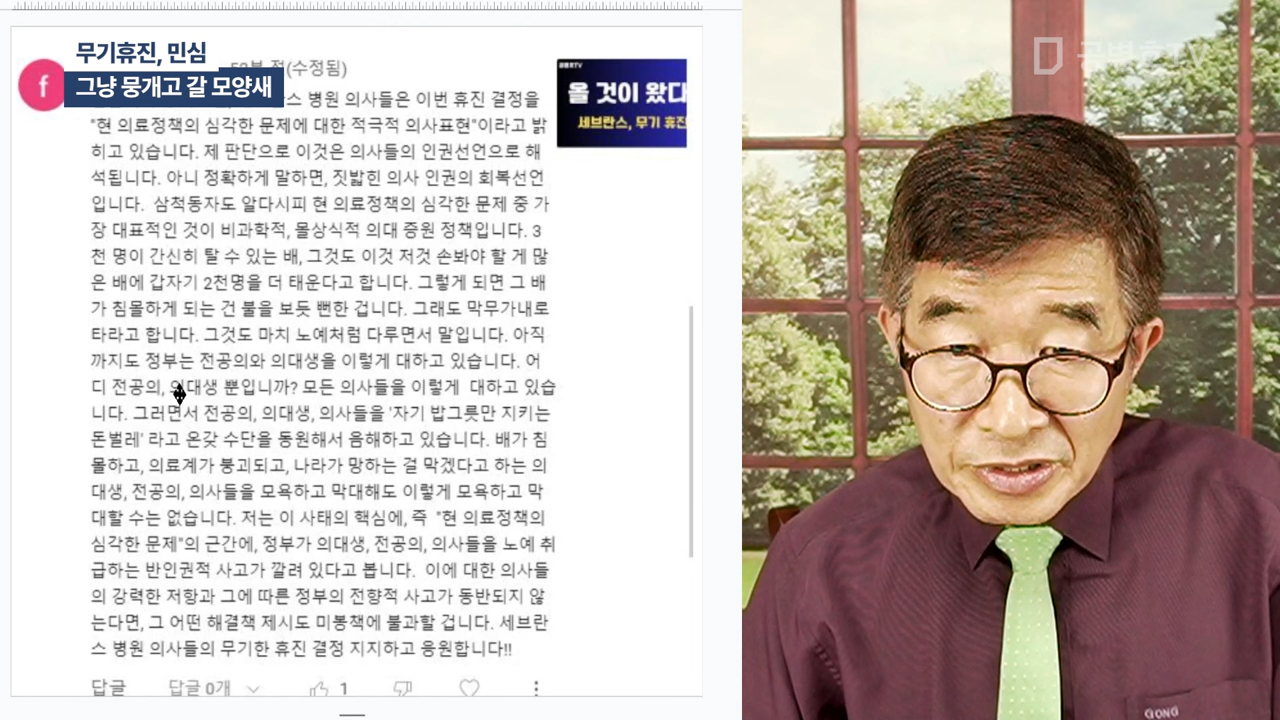 무기휴진, 민심
그냥 뭉개고 갈 모양새
f
전(수정됨)
스 병원 의사들은 이번 휴진 결정을
"현 의료정책의 심각한 문제에 대한 적극적 의사표현"이라고 밝
히고 있습니다. 제 판단으로 이것은 의사들의 인권선언으로 해
석됩니다. 아니 정확하게 말하면, 짓밟힌 의사 인권의 회복선언
입니다. 삼척동자도 알다시피 현 의료정책의 심각한 문제 중 가
장 대표적인 것이 비과학적, 몰상식적 의대 증원 정책입니다. 3
천 명이 간신히 탈 수 있는 배, 그것도 이것 저것 손봐야 할 게 많
은 배에 갑자기 2천명을 더 태운다고 합니다. 그렇게 되면 그 배
가 침몰하게 되는 건 불을 보듯 뻔한 겁니다. 그래도 막무가내로
타라고 합니다. 그것도 마치 노예처럼 다루면서 말입니다. 아직
까지도 정부는 전공의와 의대생을 이렇게 대하고 있습니다. 어
디 전공의, 의대생 뿐입니까? 모든 의사들을 이렇게 대하고 있습
니다. 그러면서 전공의, 의대생, 의사들을 '자기 밥그릇만 지키는
돈벌레' 라고 온갖 수단을 동원해서 음해하고 있습니다. 배가 침
몰하고, 의료계가 붕괴되고, 나라가 망하는 걸 막겠다고 하는 의
대생, 전공의, 의사들을 모욕하고 막대해도 이렇게 모욕하고 막
대할 수는 없습니다. 저는 이 사태의 핵심에, 즉 "현 의료정책의
심각한 문제"의 근간에, 정부가 의대생, 전공의, 의사들을 노예 취
급하는 반인권적 사고가 깔려 있다고 봅니다. 이에 대한 의사들
의 강력한 저항과 그에 따른 정부의 전향적 사고가 동반되지 않
는다면, 그 어떤 해결책 제시도 미봉책에 불과할 겁니다. 세브란
스 병원 의사들의 무기한 휴진 결정 지지하고 응원합니다!!
답글 답글 0개 1
공병호TV
올 것이 왔다
세브란스, 무기 휴진
공병호TV
GONG